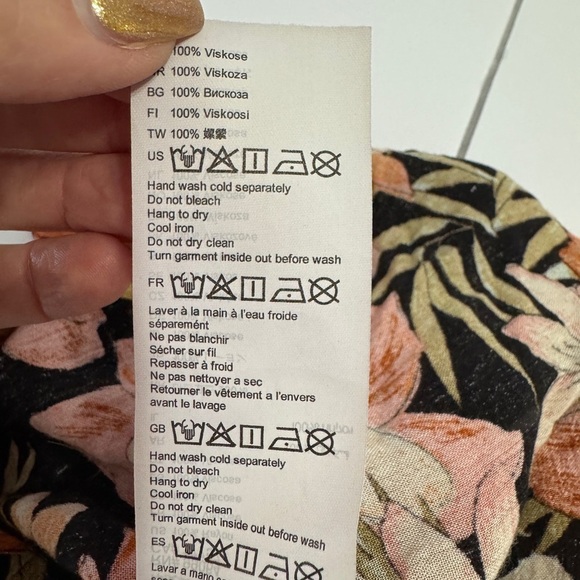 100% Viskose
HR 100% Viskoza
BG 100% Вискоза
FI 100% Viskoosi
TW 100% 嫘縈
US
Hand wash cold separately
Do not bleach
Hang to dry
Cool iron
Do not dry clean
Turn garment inside out before wash
FR
Laver à la main à l'eau froide
séparemént
Ne pas blanchir
Sécher sur fil
Repasser à froid
Ne pas nettoyer a sec
Retourner le vêtement a l'envers
avant le lavage
GB
Hand wash cold separately
Do not bleach
Hang to dry
Cool iron
Do not dry clean
Turn garment inside out before wash
ES
Lavar a mano